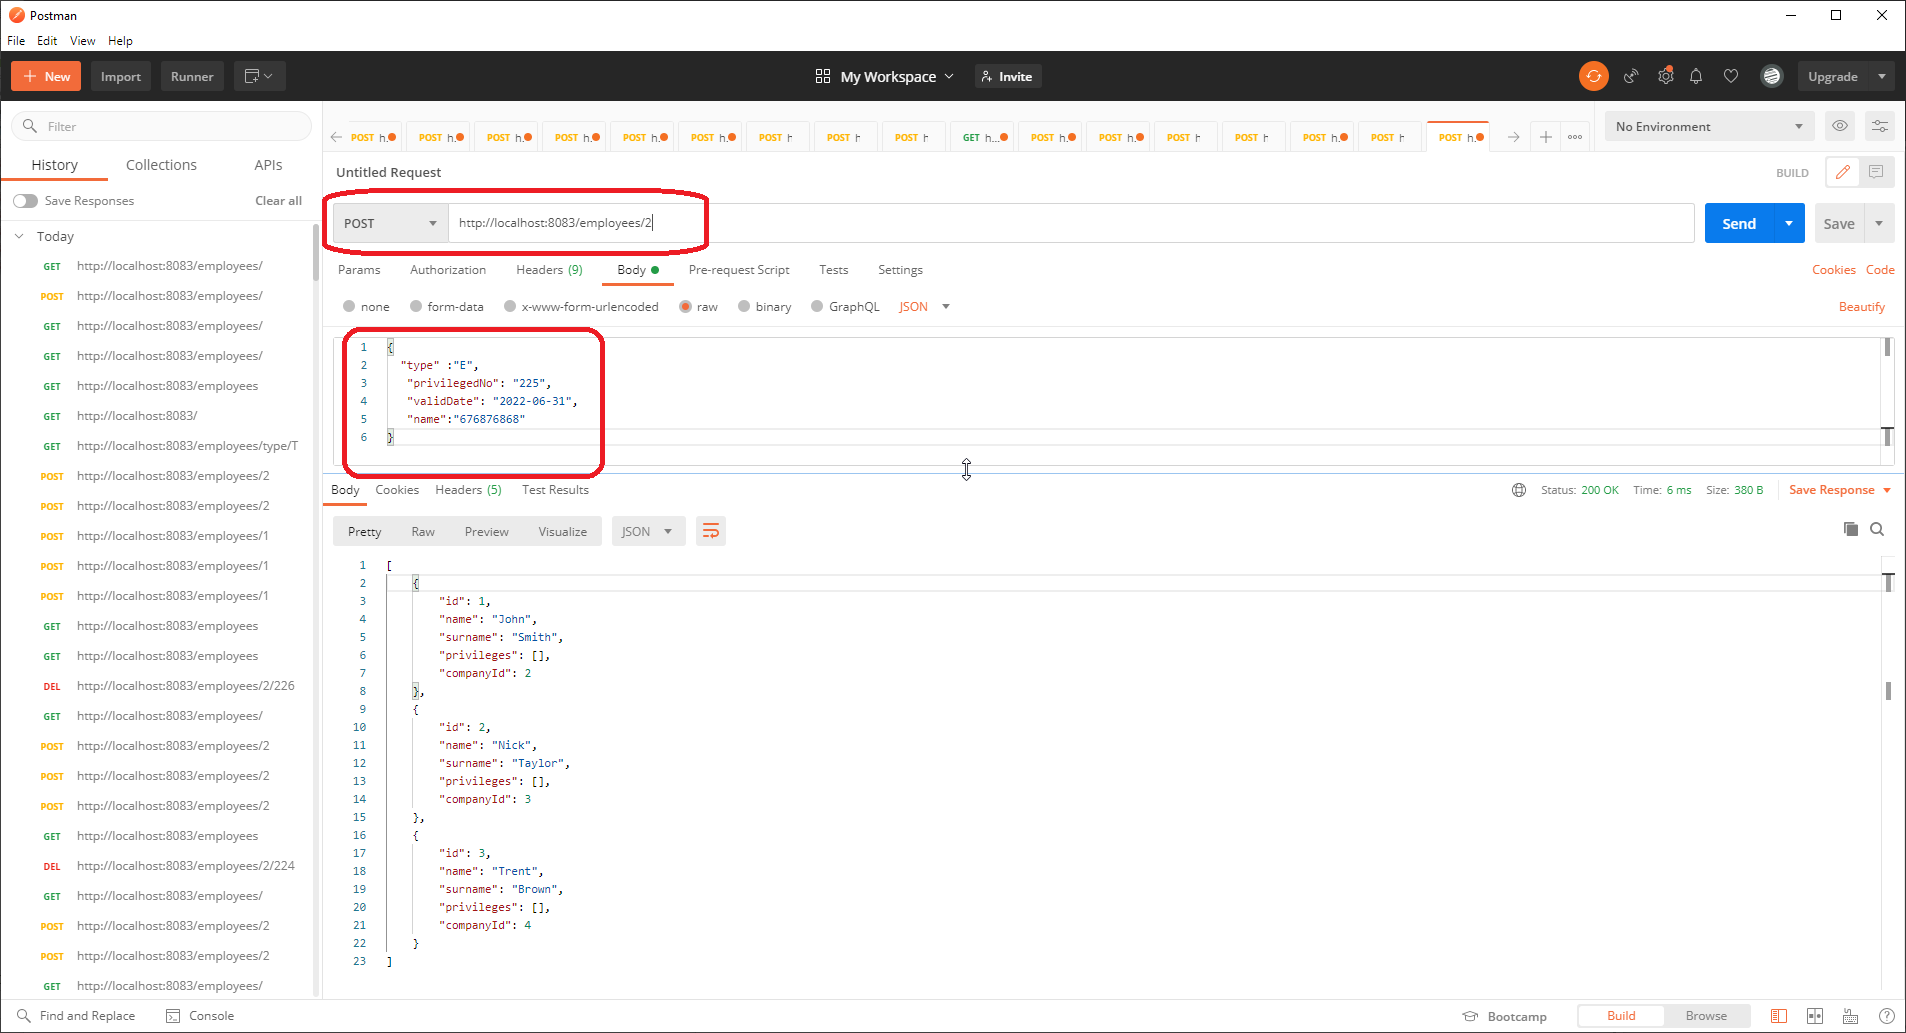 Postman
File Edit View Help
New Import Runner My Workspace Invite Upgrade
Filter
History Collections APIs
Save Responses Clear all
Today
GET http://localhost:8083/employees/
POST http://localhost:8083/employees/
GET http://localhost:8083/employees/
GET http://localhost:8083/employees/
GET http://localhost:8083/employees
GET http://localhost:8083/
GET http://localhost:8083/employees/type/T
POST http://localhost:8083/employees/2
POST http://localhost:8083/employees/2
POST http://localhost:8083/employees/1
POST http://localhost:8083/employees/1
POST http://localhost:8083/employees/1
GET http://localhost:8083/employees
GET http://localhost:8083/employees
DEL http://localhost:8083/employees/2/226
GET http://localhost:8083/employees/
POST http://localhost:8083/employees/2
POST http://localhost:8083/employees/2
POST http://localhost:8083/employees/2
GET http://localhost:8083/employees
DEL http://localhost:8083/employees/2/224
GET http://localhost:8083/employees/
POST http://localhost:8083/employees/2
POST http://localhost:8083/employees/2
GET http://localhost:8083/employees/
POST h. POST h. POST h. POST h. POST h. POST h. POST h POST h POST h GET h... POST h. POST h. POST h POST h POST h. POST h POST h. No Environment
Untitled Request BUILD
POST http://localhost:8083/employees/2 Send Save
Params Authorization Headers (9) Body Pre-request Script Tests Settings Cookies Code
none form-data x-www-form-urlencoded raw binary GraphQL JSON Beautify
1 {
2 "type" :"E",
3 "privilegedNo": "225",
4 "validDate": "2022-06-31",
5 "name":"676876868"
6 }
Body Cookies Headers (5) Test Results Status: 200 OK Time: 6 ms Size: 380 B Save Response
Pretty Raw Preview Visualize JSON
1 [
2 {
3 "id": 1,
4 "name": "John",
5 "surname": "Smith",
6 "privileges": [],
7 "companyId": 2
8 },
9 {
10 "id": 2,
11 "name": "Nick",
12 "surname": "Taylor",
13 "privileges": [],
14 "companyId": 3
15 },
16 {
17 "id": 3,
18 "name": "Trent",
19 "surname": "Brown",
20 "privileges": [],
21 "companyId": 4
22 }
23 ]
Find and Replace Console Bootcamp Build Browse